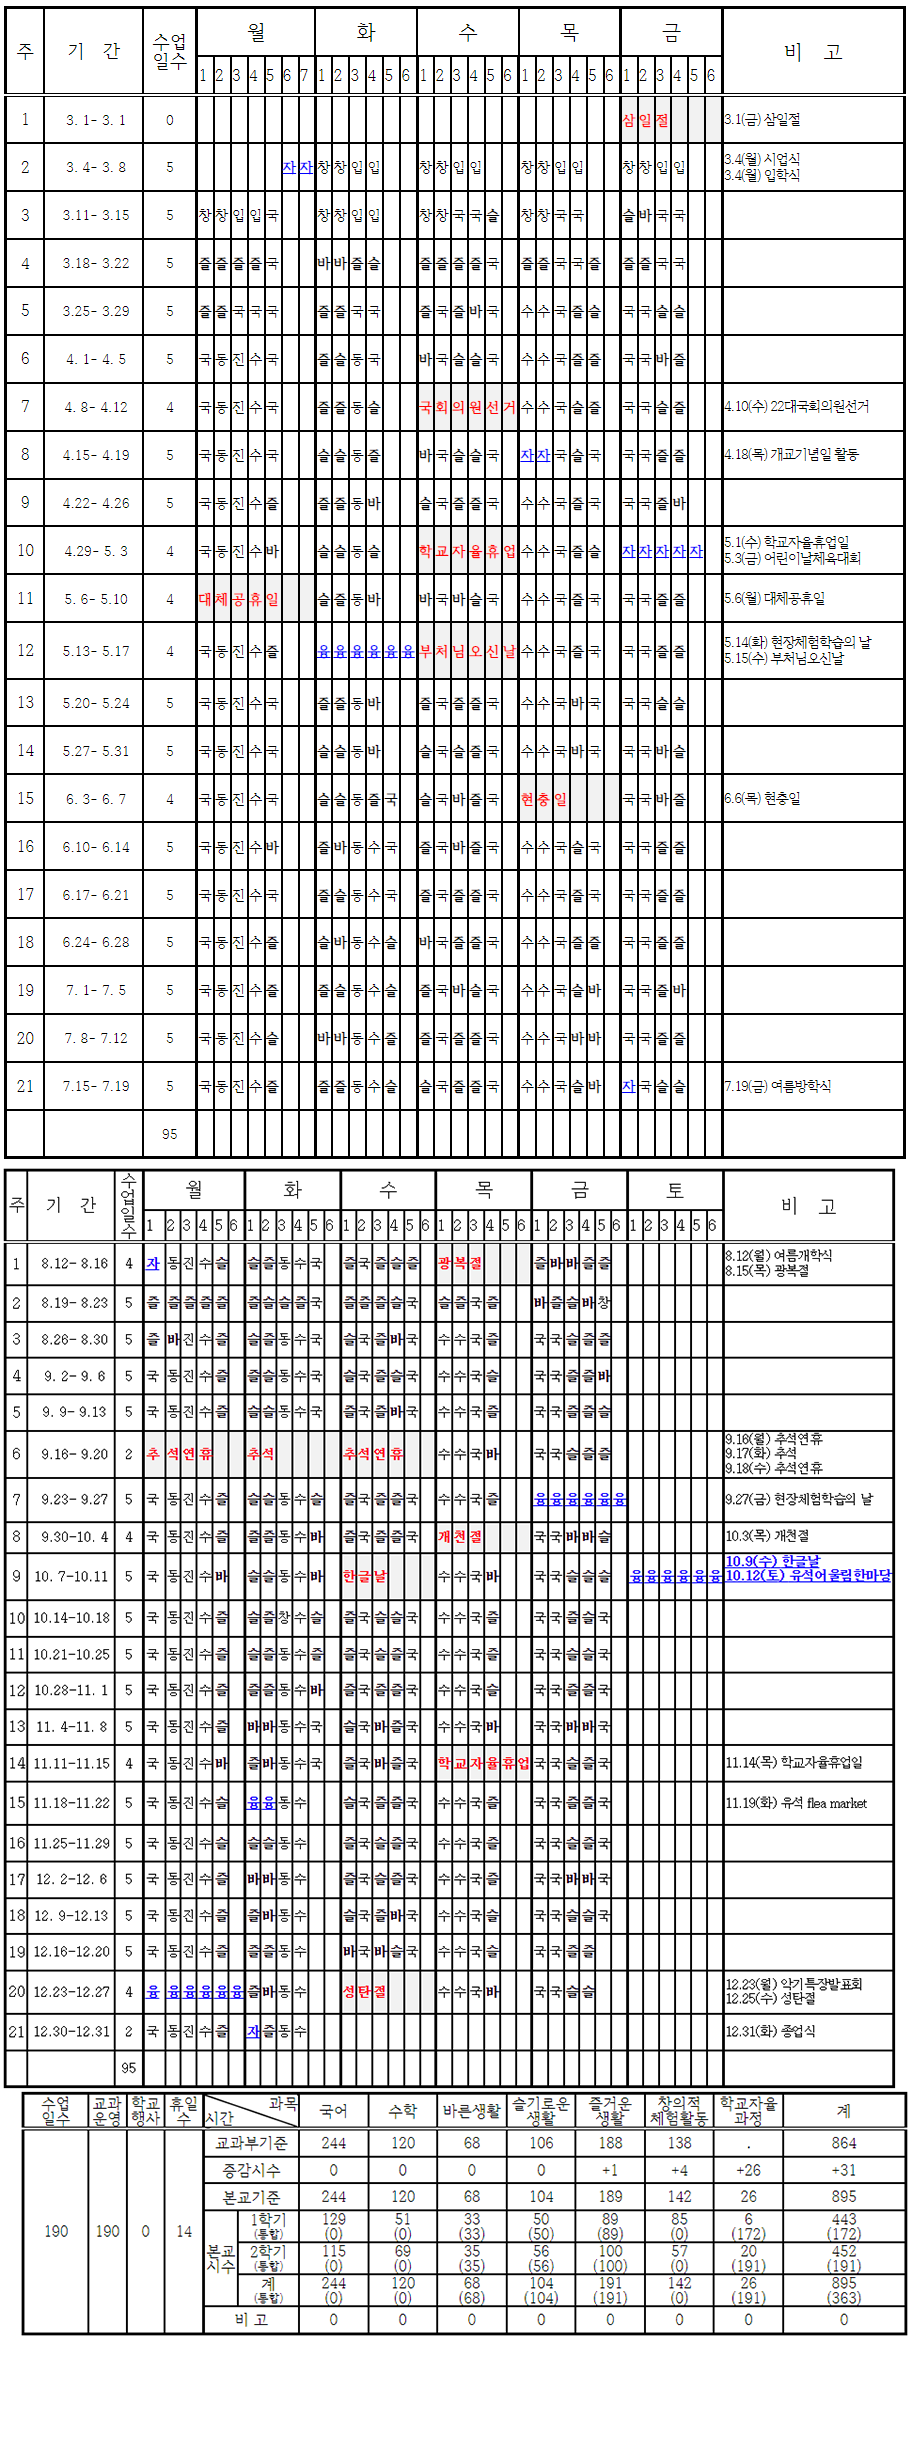 주 기 간 수업일수 월 화 수 목 금 비 고
1 2 3 4 5 6 7 1 2 3 4 5 6 1 2 3 4 5 6 1 2 3 4 5 6 1 2 3 4 5 6
1 3. 1- 3. 1 0 삼 일 절 3.1(금) 삼일절
2 3. 4- 3. 8 5 자 자 창 창 입 입 창 창 입 입 창 창 입 입 창 창 입 입 3.4(월) 시업식
3.4(월) 입학식
3 3.11- 3.15 5 창 창 입 입 국 창 창 입 입 창 창 국 국 슬 창 창 국 국 슬 바 국 국
4 3.18- 3.22 5 즐 즐 즐 즐 국 바 바 즐 슬 즐 즐 즐 즐 국 즐 즐 국 국 즐 즐 즐 국 국
5 3.25- 3.29 5 즐 즐 국 국 국 즐 즐 국 국 즐 국 즐 바 국 수 수 국 즐 슬 국 국 슬 슬
6 4. 1- 4. 5 5 국 동 진 수 국 즐 슬 동 국 바 국 슬 슬 국 수 수 국 즐 즐 국 국 바 즐
7 4. 8- 4.12 4 국 동 진 수 국 즐 즐 동 슬 국 회 의 원 선 거 수 수 국 슬 즐 국 국 슬 즐 4.10(수) 22대국회의원선거
8 4.15- 4.19 5 국 동 진 수 국 슬 슬 동 즐 바 국 슬 슬 국 자 자 국 슬 국 국 국 즐 즐 4.18(목) 개교기념일 활동
9 4.22- 4.26 5 국 동 진 수 즐 즐 즐 동 바 슬 국 즐 즐 국 수 수 국 즐 국 국 국 즐 바
10 4.29- 5. 3 4 국 동 진 수 바 슬 슬 동 슬 학 교 자 율 휴 업 수 수 국 즐 슬 자 자 자 자 자 5.1(수) 학교자율휴업일
5.3(금) 어린이날체육대회
11 5. 6- 5.10 4 대 체 공 휴 일 슬 즐 동 바 바 국 바 슬 국 수 수 국 즐 국 국 국 즐 즐 5.6(월) 대체공휴일
12 5.13- 5.17 4 국 동 진 수 즐 융 융 융 융 융 융 부 처 님 오 신 날 수 수 국 즐 국 국 국 즐 즐 5.14(화) 현장체험학습의 날
5.15(수) 부처님오신날
13 5.20- 5.24 5 국 동 진 수 국 즐 즐 동 바 즐 국 즐 즐 국 수 수 국 바 국 국 국 슬 슬
14 5.27- 5.31 5 국 동 진 수 국 슬 슬 동 바 슬 국 슬 즐 국 수 수 국 바 국 국 국 바 슬
15 6. 3- 6. 7 4 국 동 진 수 국 슬 슬 동 즐 국 슬 국 바 즐 국 현 충 일 국 국 바 즐 6.6(목) 현충일
16 6.10- 6.14 5 국 동 진 수 바 즐 바 동 수 국 즐 국 바 즐 국 수 수 국 슬 국 국 국 즐 즐
17 6.17- 6.21 5 국 동 진 수 국 즐 슬 동 수 국 즐 국 즐 즐 국 수 수 국 즐 국 국 국 즐 즐
18 6.24- 6.28 5 국 동 진 수 즐 슬 바 동 수 슬 바 국 즐 즐 국 수 수 국 즐 즐 국 국 즐 즐
19 7. 1- 7. 5 5 국 동 진 수 즐 즐 슬 동 수 슬 즐 국 바 슬 국 수 수 국 슬 바 국 국 즐 바
20 7. 8- 7.12 5 국 동 진 수 슬 바 바 동 수 즐 즐 국 즐 즐 국 수 수 국 바 바 국 국 즐 즐
21 7.15- 7.19 5 국 동 진 수 즐 즐 즐 동 수 슬 슬 국 즐 즐 국 수 수 국 슬 바 자 국 슬 슬 7.19(금) 여름방학식
95
주 기 간 수업일수 월 화 수 목 금 토 비 고
1 2 3 4 5 6 1 2 3 4 5 6 1 2 3 4 5 6 1 2 3 4 5 6 1 2 3 4 5 6 1 2 3 4 5 6
1 8.12- 8.16 4 자 동 진 수 슬 슬 즐 동 수 국 즐 국 슬 슬 즐 광 복 절 즐 바 바 즐 즐 8.12(월) 여름개학식
8.15(목) 광복절
2 8.19- 8.23 5 즐 즐 즐 즐 즐 즐 슬 슬 즐 국 즐 즐 즐 슬 국 슬 즐 국 즐 바 즐 슬 바 창
3 8.26- 8.30 5 즐 바 진 수 즐 슬 즐 동 수 국 슬 국 즐 바 국 수 수 국 즐 국 국 슬 즐 즐
4 9. 2- 9. 6 5 국 동 진 수 즐 즐 슬 동 수 국 슬 국 즐 슬 국 수 수 국 슬 국 국 즐 즐 바
5 9. 9- 9.13 5 국 동 진 수 즐 슬 슬 동 수 국 즐 국 즐 바 국 수 수 국 즐 국 국 즐 즐 슬
6 9.16- 9.20 2 추 석 연 휴 추 석 추 석 연 휴 수 수 국 바 국 국 슬 즐 즐 9.16(월) 추석연휴
9.17(화) 추석
9.18(수) 추석연휴
7 9.23- 9.27 5 국 동 진 수 즐 슬 슬 동 수 슬 즐 국 즐 즐 국 수 수 국 즐 융 융 융 융 융 융 9.27(금) 현장체험학습의 날
8 9.30-10. 4 4 국 동 진 수 즐 즐 즐 동 수 바 즐 국 즐 즐 국 개 천 절 국 국 바 바 슬 10.3(목) 개천절
9 10. 7-10.11 5 국 동 진 수 바 슬 슬 동 수 바 한 글 날 수 수 국 바 국 국 슬 슬 슬 융 융 융 융 융 융 10.9(수) 한글날
10.12(토) 유석어울림한마당
10 10.14-10.18 5 국 동 진 수 즐 슬 즐 창 수 슬 즐 국 슬 슬 국 수 수 국 즐 국 국 즐 슬 국
11 10.21-10.25 5 국 동 진 수 즐 슬 즐 동 수 즐 즐 국 슬 즐 국 수 수 국 즐 국 국 슬 슬 국
12 10.28-11. 1 5 국 동 진 수 즐 즐 즐 동 수 바 즐 국 즐 즐 국 수 수 국 슬 국 국 즐 즐 국
13 11. 4-11. 8 5 국 동 진 수 즐 바 바 동 수 국 슬 국 바 즐 국 수 수 국 바 국 국 바 바 국
14 11.11-11.15 4 국 동 진 수 바 즐 바 동 수 국 즐 국 바 즐 국 학 교 자 율 휴 업 국 국 슬 즐 국 11.14(목) 학교자율휴업일
15 11.18-11.22 5 국 동 진 수 슬 융 융 동 수 슬 국 즐 즐 국 수 수 국 즐 국 국 즐 즐 국 11.19(화) 유석 flea market
16 11.25-11.29 5 국 동 진 수 슬 슬 슬 동 수 즐 국 슬 즐 국 수 수 국 즐 국 국 슬 즐 국
17 12. 2-12. 6 5 국 동 진 수 즐 바 바 동 수 즐 국 슬 슬 국 수 수 국 즐 국 국 바 바 국
18 12. 9-12.13 5 국 동 진 수 즐 즐 바 동 수 슬 국 즐 바 국 수 수 국 슬 국 국 슬 슬 국
19 12.16-12.20 5 국 동 진 수 즐 즐 즐 동 수 바 국 바 슬 국 수 수 국 슬 국 국 즐 즐
20 12.23-12.27 4 융 융 융 융 융 융 즐 바 동 수 성 탄 절 수 수 국 바 국 국 슬 슬 12.23(월) 악기특장발표회
12.25(수) 성탄절
21 12.30-12.31 2 국 동 진 수 즐 자 즐 동 수 12.31(화) 종업식
95
수업일수 교과운영 학교행사 휴일수 과목 시간 국어 수학 바른생활 슬기로운생활 즐거운생활 창의적체험활동 학교자율과정 계
교과부기준 244 120 68 106 188 138 . 864
증감시수 0 0 0 0 +1 +4 +26 +31
본교기준 244 120 68 104 189 142 26 895
190 190 0 14 본교시수 1학기 129 51 33 50 89 85 6 443
(통합) (0) (0) (33) (50) (89) (0) (172) (172)
2학기 115 69 35 56 100 57 20 452
(통합) (0) (0) (35) (56) (100) (0) (191) (191)
계 244 120 68 104 191 142 26 895
(통합) (0) (0) (68) (104) (191) (0) (191) (363)
비 고 0 0 0 0 0 0 0 0